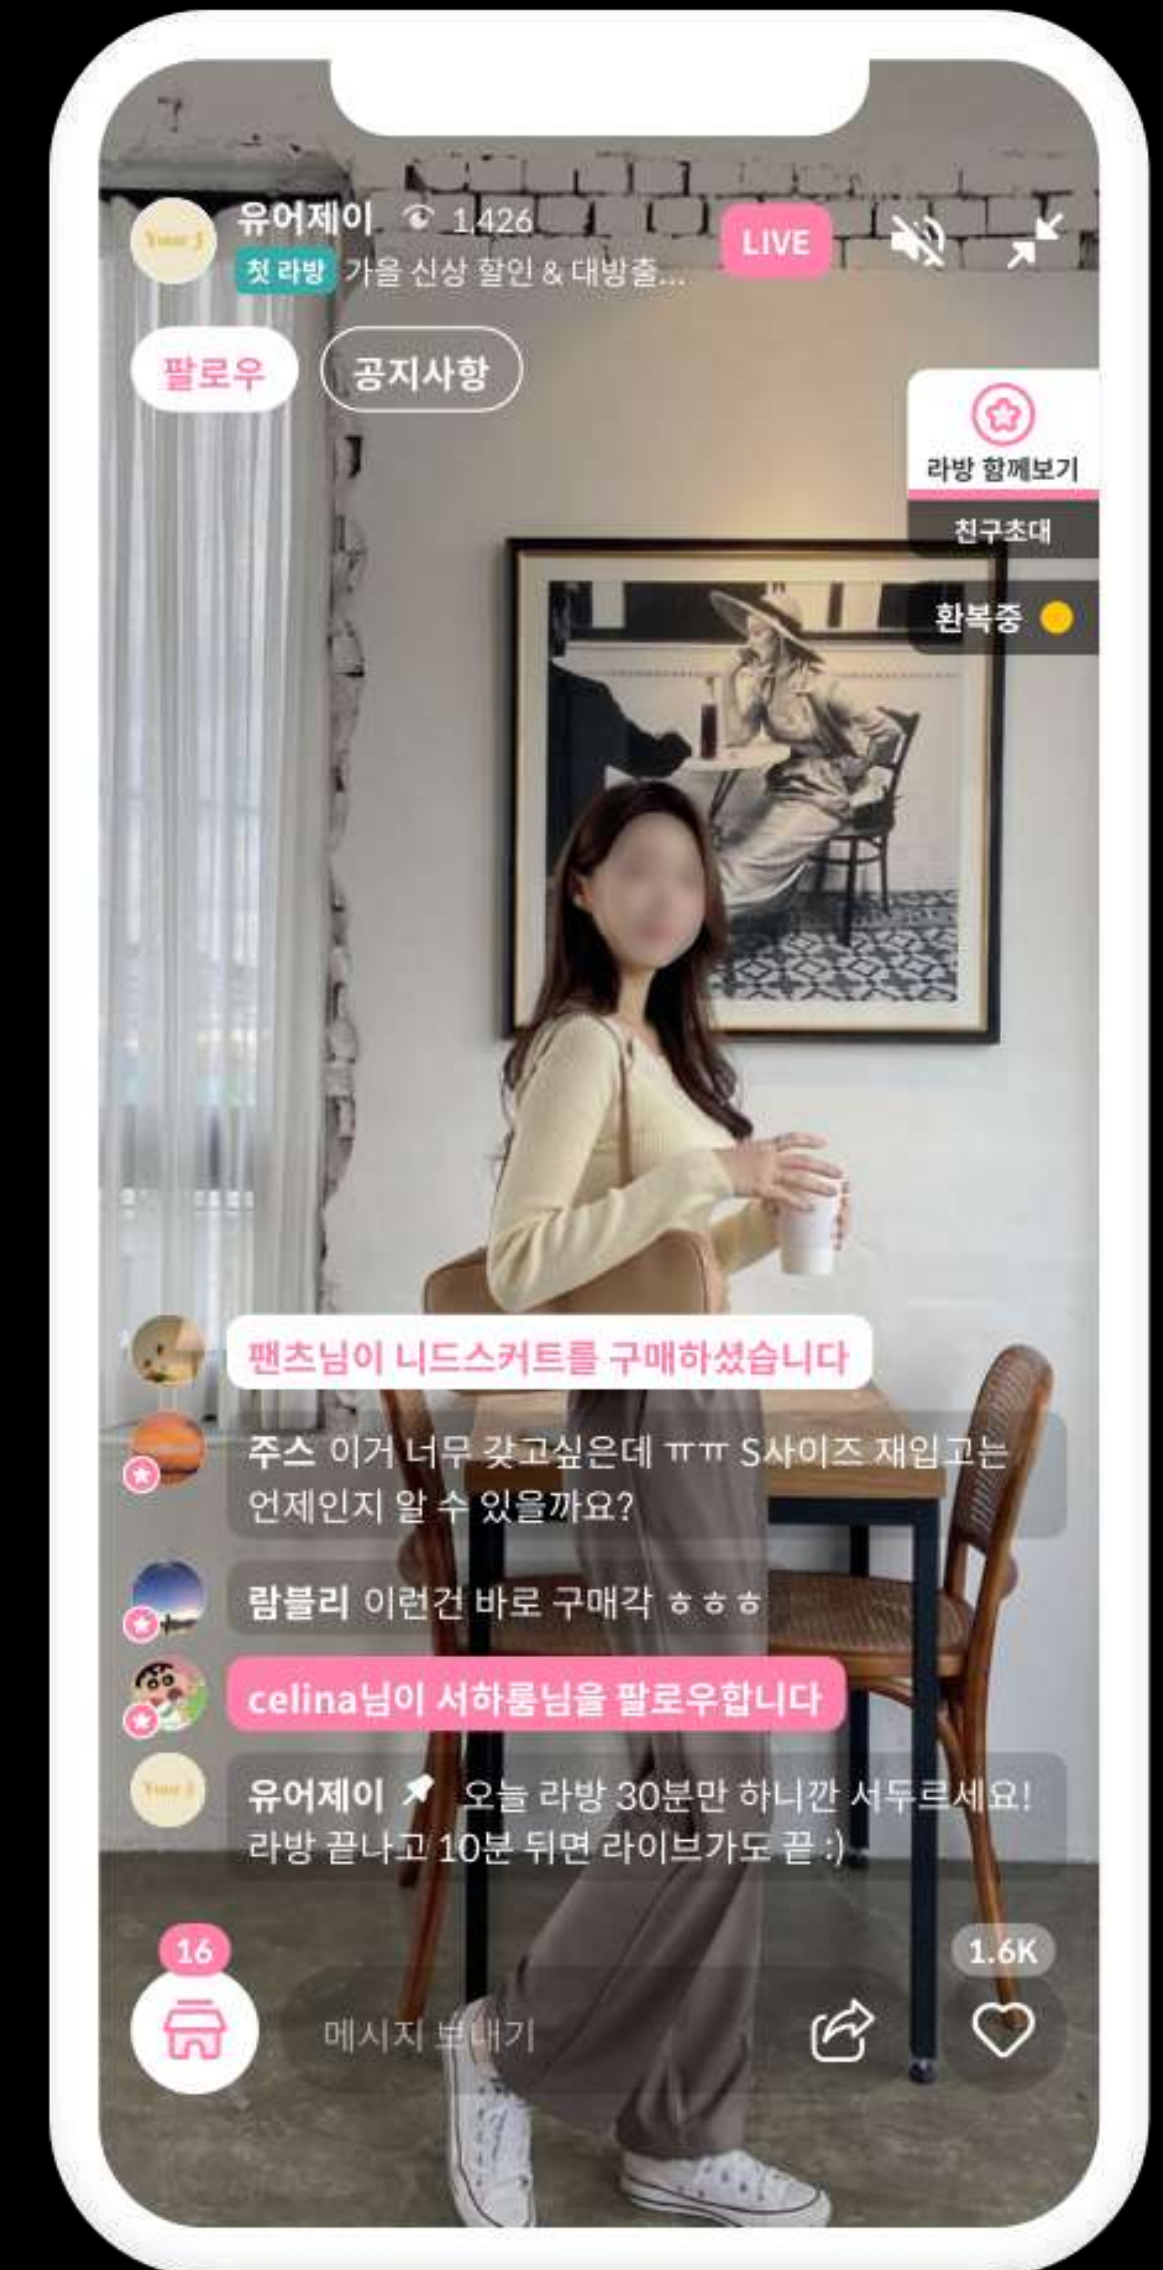 Your J
유어제이 1,426
첫 라방 가을 신상 할인 & 대방출...
LIVE
팔로우
공지사항
라방 함께보기
친구초대
환복중
팬츠님이 니드스커트를 구매하셨습니다
주스 이거 너무 갖고싶은데 ㅠㅠ S사이즈 재입고는
언제인지 알 수 있을까요?
람블리 이런건 바로 구매각 ㅎㅎㅎ
celina님이 서하룸님을 팔로우합니다
Your J
유어제이 오늘 라방 30분만 하니깐 서두르세요!
라방 끝나고 10분 뒤면 라이브가도 끝 :)
16
1.6K
메시지 보내기